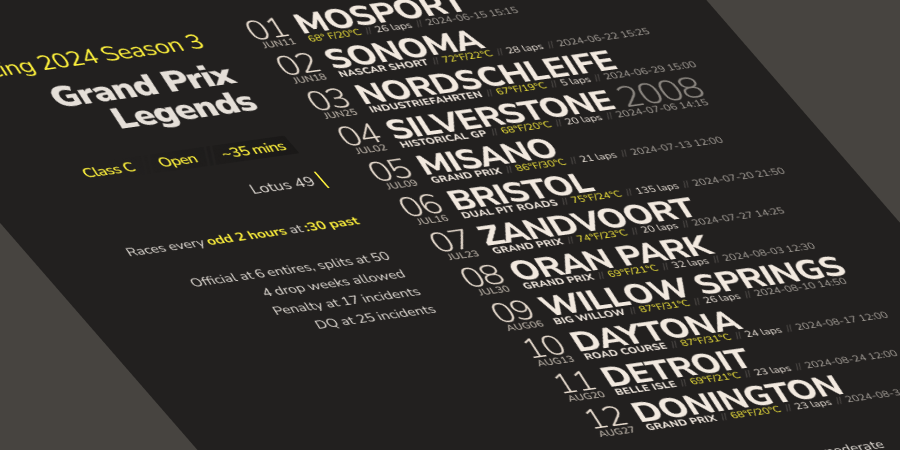 ing 2024 Season 3
Grand Prix
Legends
Class C Open ~35 mins
Lotus 49
Races every odd 2 hours at :30 past
Official at 6 entires, splits at 50
4 drop weeks allowed
Penalty at 17 incidents
DQ at 25 incidents
01 MOSPORT
JUN11 68°F/20°C // 26 laps // 2024-06-15 15:15
02 SONOMA
JUN18 NASCAR SHORT // 72°F/22°C // 28 laps // 2024-06-22 15:25
03 NORDSCHLEIFE
JUN25 INDUSTRIEFAHRTEN // 67°F/19°C // 5 laps // 2024-06-29 15:00
04 SILVERSTONE 2008
JUL02 HISTORICAL GP // 68°F/20°C // 20 laps // 2024-07-06 14:15
05 MISANO
JUL09 GRAND PRIX // 86°F/30°C // 21 laps // 2024-07-13 12:00
06 BRISTOL
JUL16 DUAL PIT ROADS // 75°F/24°C // 135 laps // 2024-07-20 21:50
07 ZANDVOORT
JUL23 GRAND PRIX // 74°F/23°C // 20 laps // 2024-07-27 14:25
08 ORAN PARK
JUL30 GRAND PRIX // 69°F/21°C // 32 laps // 2024-08-03 12:30
09 WILLOW SPRINGS
AUG06 BIG WILLOW // 87°F/31°C // 26 laps // 2024-08-10 14:50
10 DAYTONA
AUG13 ROAD COURSE // 87°F/31°C // 24 laps // 2024-08-17 12:00
11 DETROIT
AUG20 BELLE ISLE // 69°F/21°C // 23 laps // 2024-08-24 12:00
12 DONINGTON
AUG27 GRAND PRIX // 68°F/20°C // 23 laps // 2024-08-3
oderate